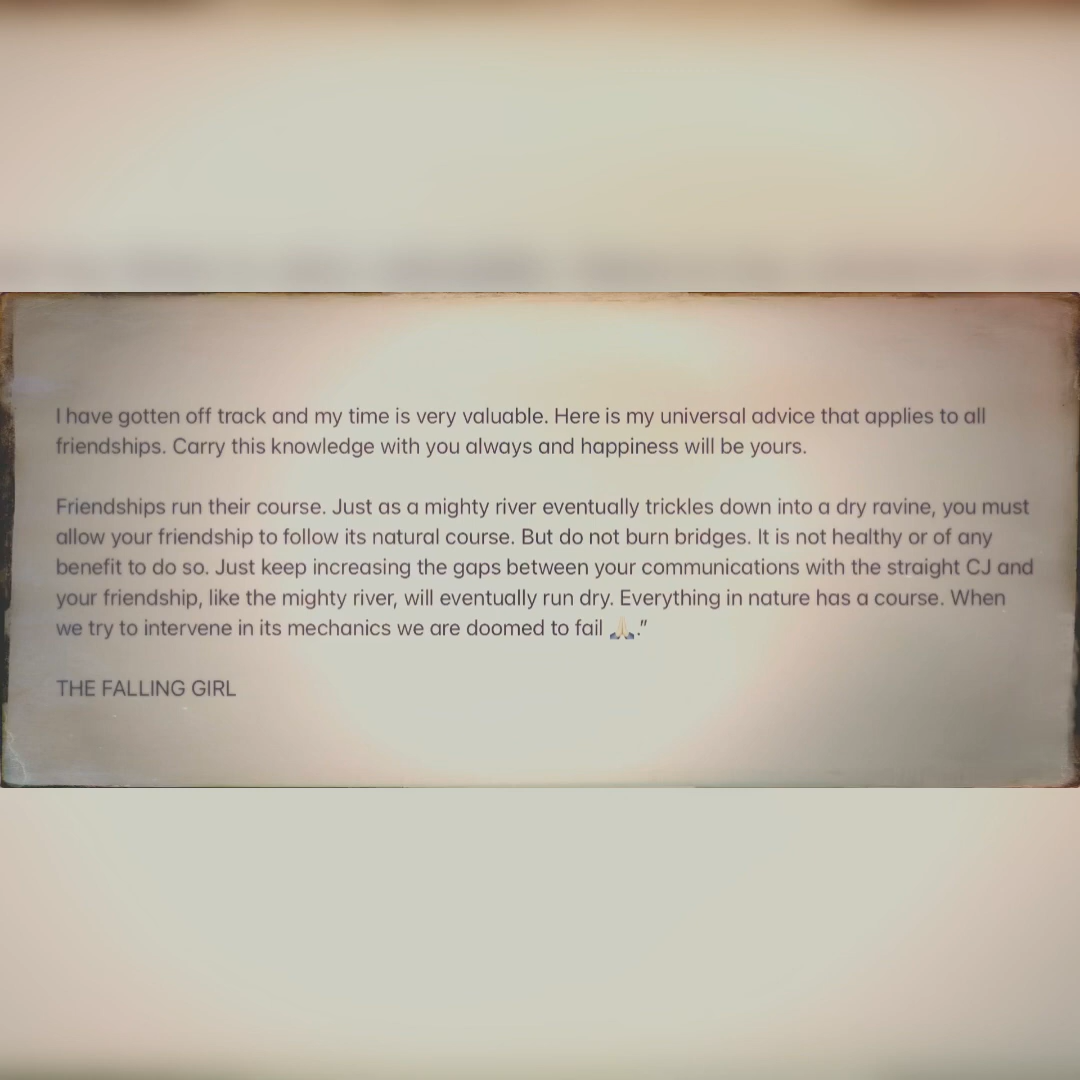 I have gotten off track and my time is very valuable. Here is my universal advice that applies to all
friendships. Carry this knowledge with you always and happiness will be yours.
Friendships run their course. Just as a mighty river eventually trickles down into a dry ravine, you must
allow your friendship to follow its natural course. But do not burn bridges. It is not healthy or of any
benefit to do so. Just keep increasing the gaps between your communications with the straight CJ and
your friendship, like the mighty river, will eventually run dry. Everything in nature has a course. When
we try to intervene in its mechanics we are doomed to fail 🙏🏻."
THE FALLING GIRL